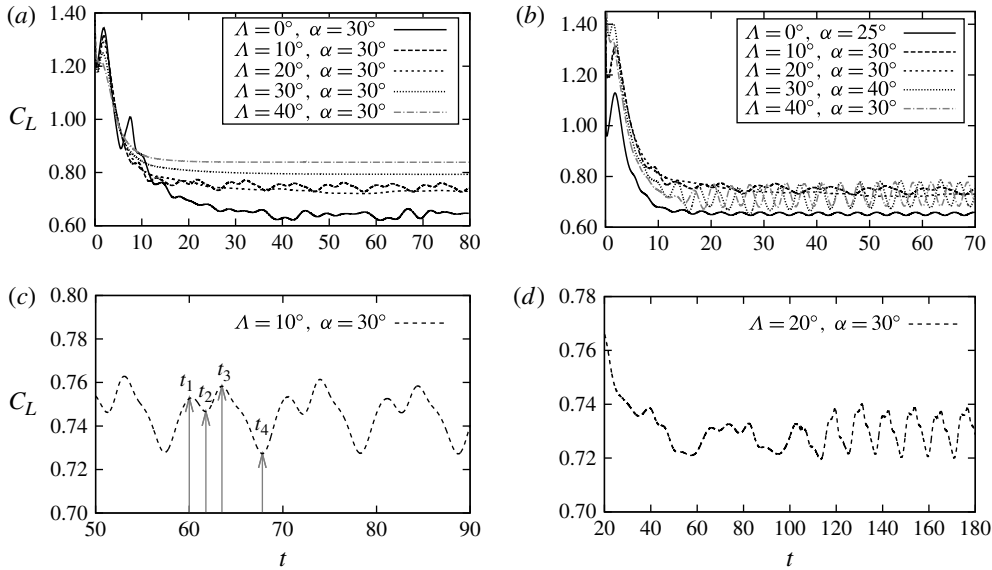 (a)
1.40
1.20
1.00
0.80
0.60
C_L
Λ = 0°, α = 30°
Λ = 10°, α = 30°
Λ = 20°, α = 30°
Λ = 30°, α = 30°
Λ = 40°, α = 30°
0 10 20 30 40 50 60 70 80
(b)
1.40
1.20
1.00
0.80
0.60
Λ = 0°, α = 25°
Λ = 10°, α = 30°
Λ = 20°, α = 30°
Λ = 30°, α = 40°
Λ = 40°, α = 30°
0 10 20 30 40 50 60 70
(c)
0.80
0.78
0.76
0.74
0.72
0.70
C_L
Λ = 10°, α = 30°
t1 t2 t3 t4
50 60 70 80 90
t
(d)
0.78
0.76
0.74
0.72
0.70
Λ = 20°, α = 30°
20 40 60 80 100 120 140 160 180
t